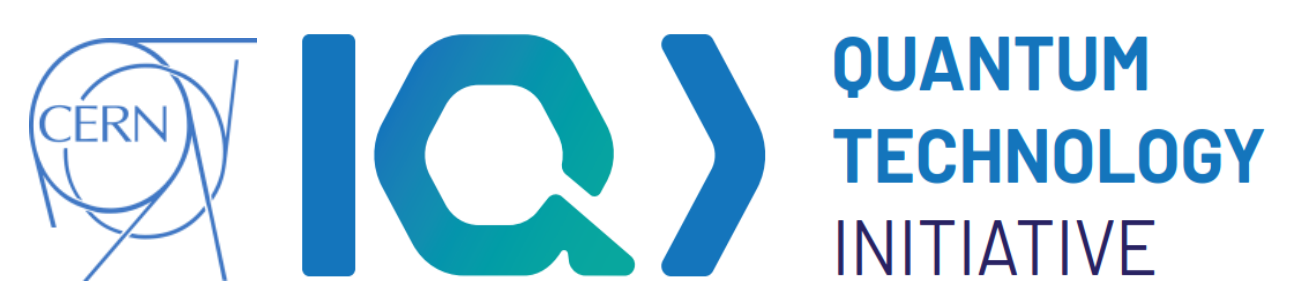 CERN
|Q⟩
QUANTUM
TECHNOLOGY
INITIATIVE